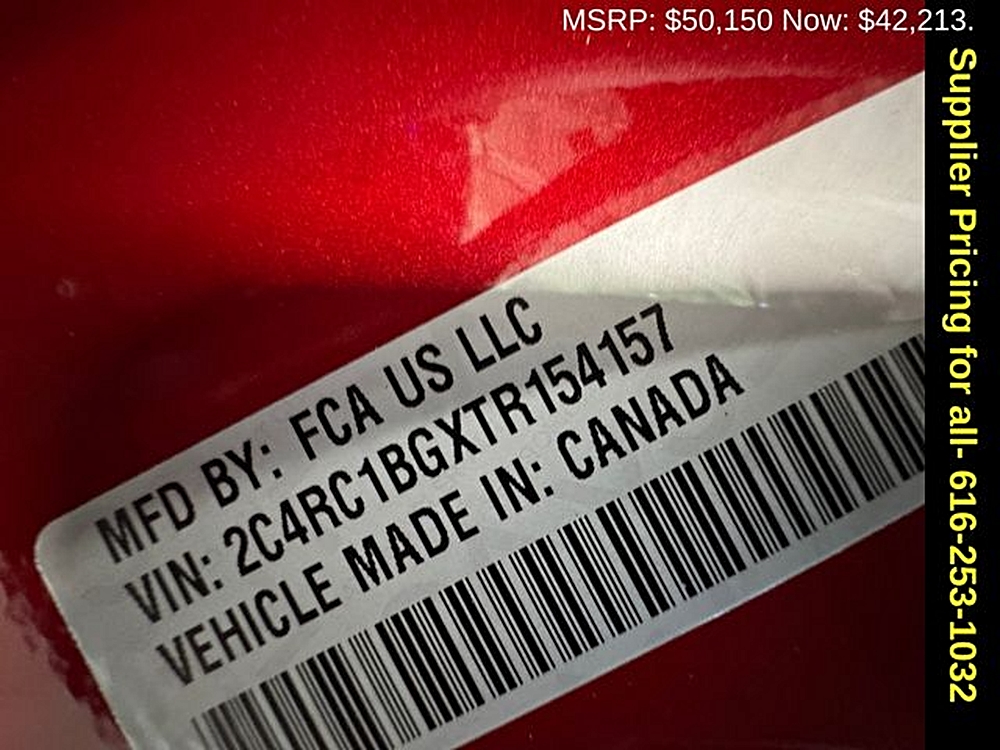 MSRP: $50,150 Now: $42,213.
Supplier Pricing for all- 616-253-1032
MFD BY: FCA US LLC
VIN: 2C4RC1BGXTR154157
VEHICLE MADE IN: CANADA